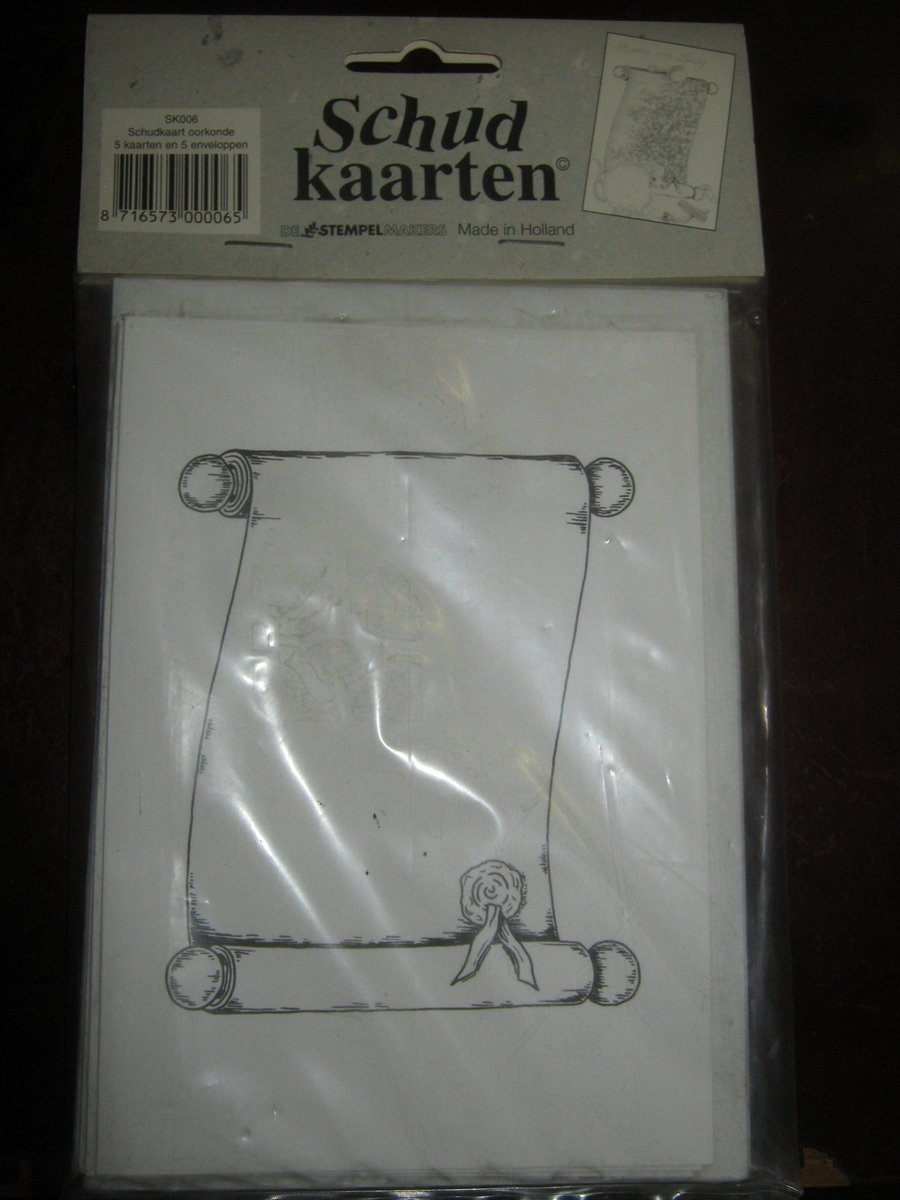 SK006
Schudkaart oorkonde
5 kaarten en 5 enveloppen
8 716573 000065
Schud
kaarten©
DE STEMPELMAKERS Made in Holland